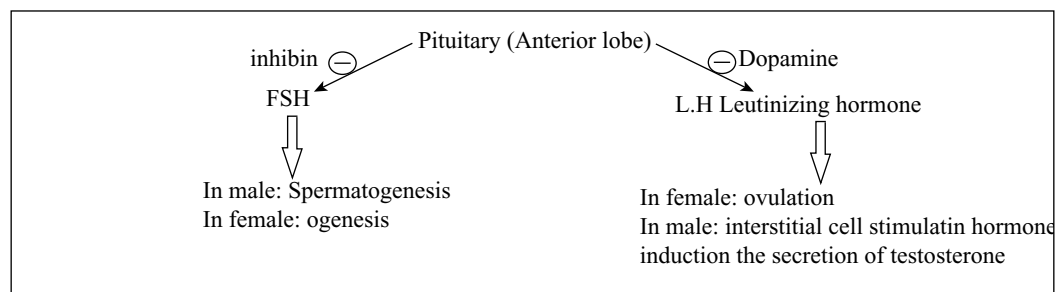 Pituitary (Anterior lobe)
inhibin − − Dopamine
FSH
L.H Leutinizing hormone
In male: Spermatogenesis
In female: ogenesis
In female: ovulation
In male: interstitial cell stimulatin hormone
induction the secretion of testosterone